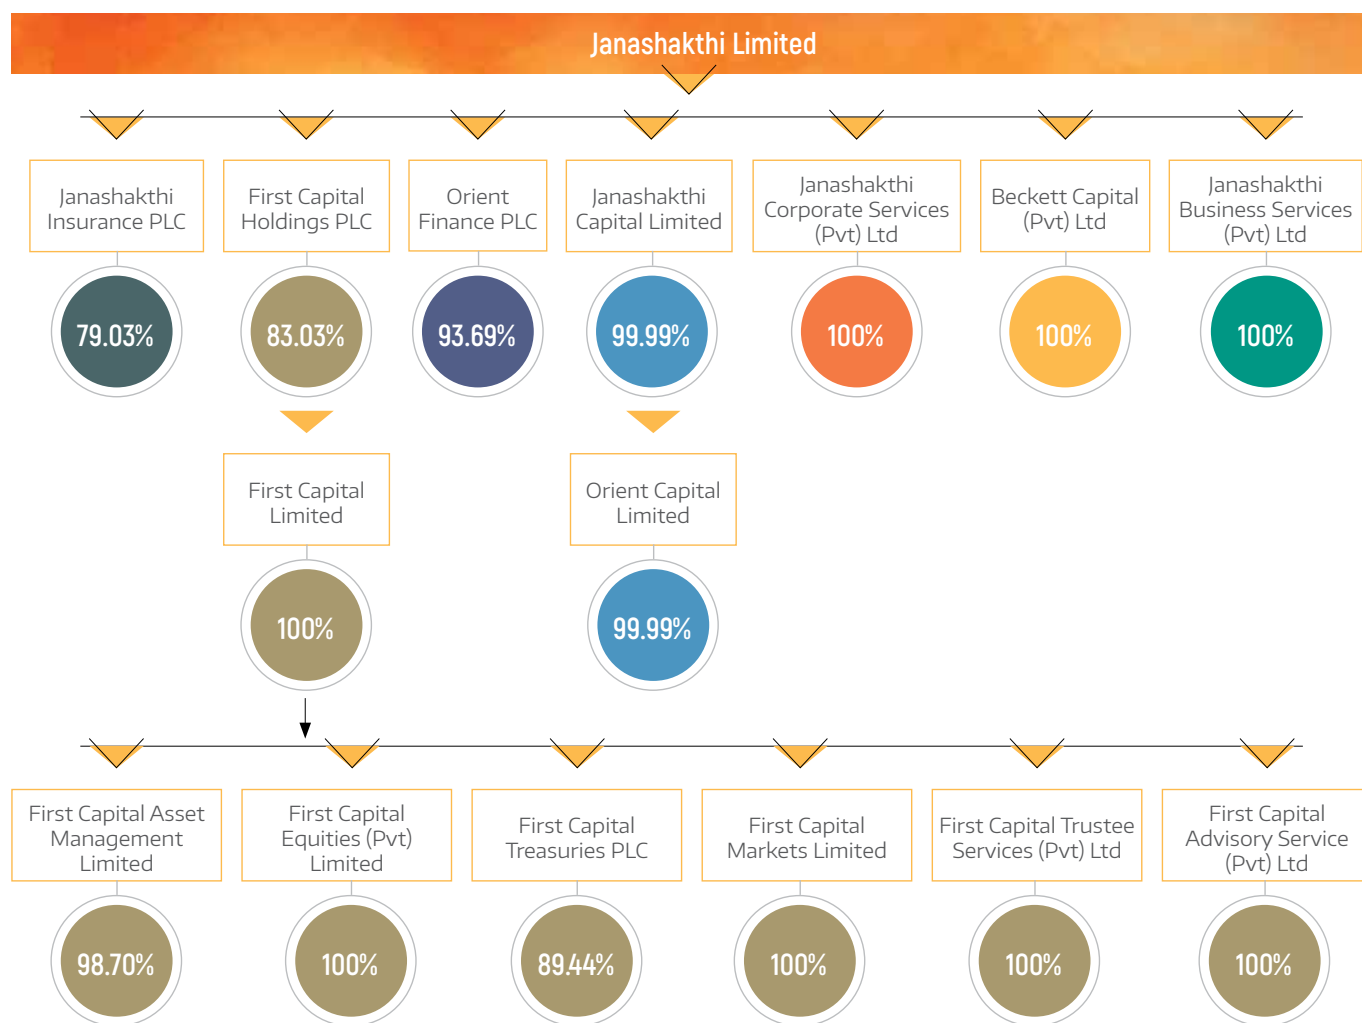 Janashakthi Limited
Janashakthi
Insurance PLC
79.03%
First Capital
Holdings PLC
83.03%
Orient
Finance PLC
93.69%
Janashakthi
Capital Limited
99.99%
Janashakthi
Corporate Services
(Pvt) Ltd
100%
Beckett Capital
(Pvt) Ltd
100%
Janashakthi
Business Services
(Pvt) Ltd
100%
First Capital
Limited
100%
Orient Capital
Limited
99.99%
First Capital Asset
Management
Limited
98.70%
First Capital
Equities (Pvt)
Limited
100%
First Capital
Treasuries PLC
89.44%
First Capital
Markets Limited
100%
First Capital Trustee
Services (Pvt) Ltd
100%
First Capital
Advisory Service
(Pvt) Ltd
100%